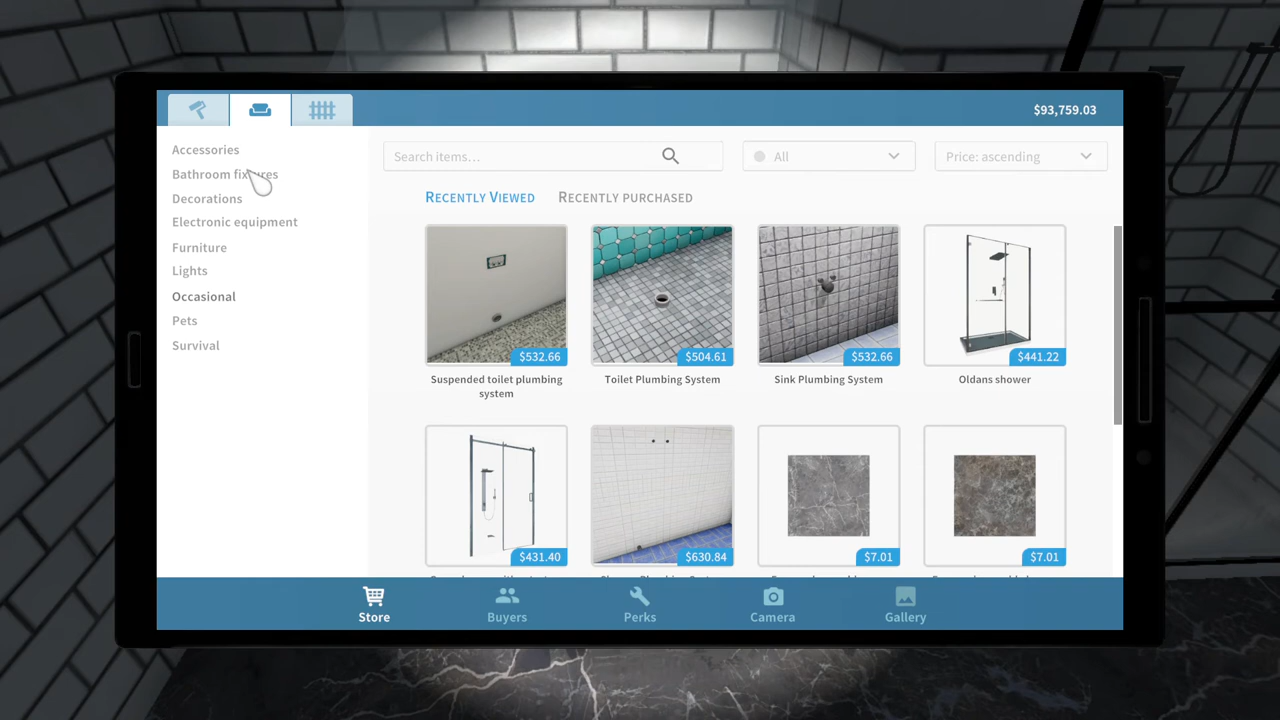 $93,759.03
Accessories
Bathroom fixtures
Decorations
Electronic equipment
Furniture
Lights
Occasional
Pets
Survival
Search items...
All
Price: ascending
RECENTLY VIEWED
RECENTLY PURCHASED
$532.66
$504.61
$532.66
$441.22
Suspended toilet plumbing
system
Toilet Plumbing System
Sink Plumbing System
Oldans shower
$431.40
$630.84
$7.01
$7.01
Store
Buyers
Perks
Camera
Gallery